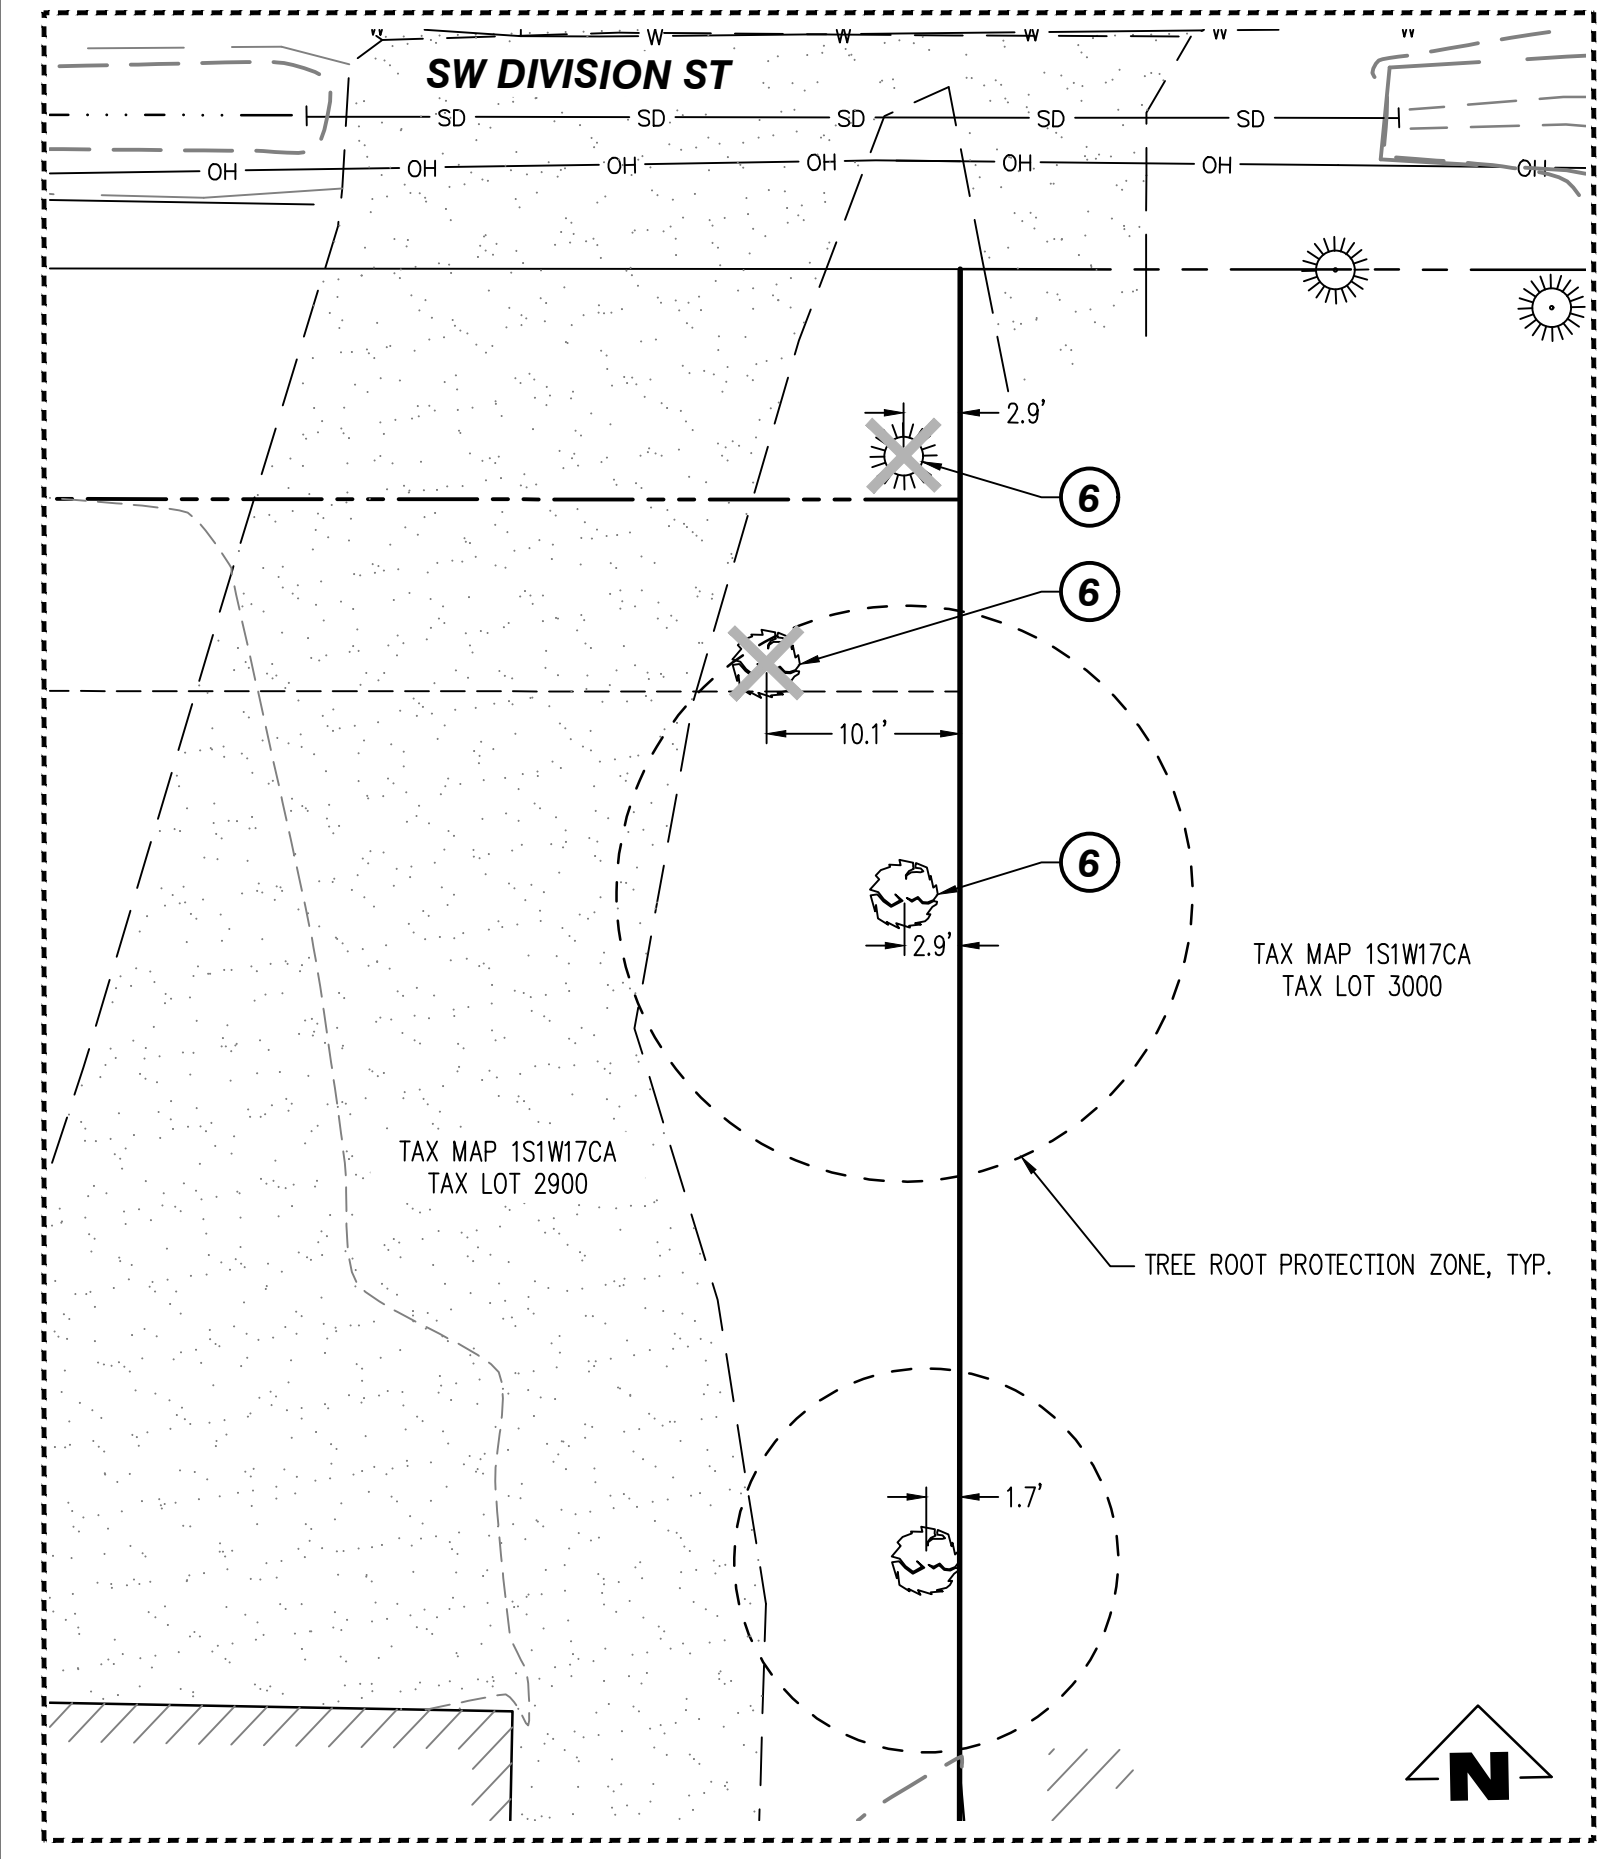 W W W W W W
SW DIVISION ST
SD SD SD SD SD
OH OH OH OH OH OH OH
2.9'
6
6
10.1'
6
2.9'
TAX MAP 1S1W17CA
TAX LOT 3000
TAX MAP 1S1W17CA
TAX LOT 2900
TREE ROOT PROTECTION ZONE, TYP.
1.7'
N